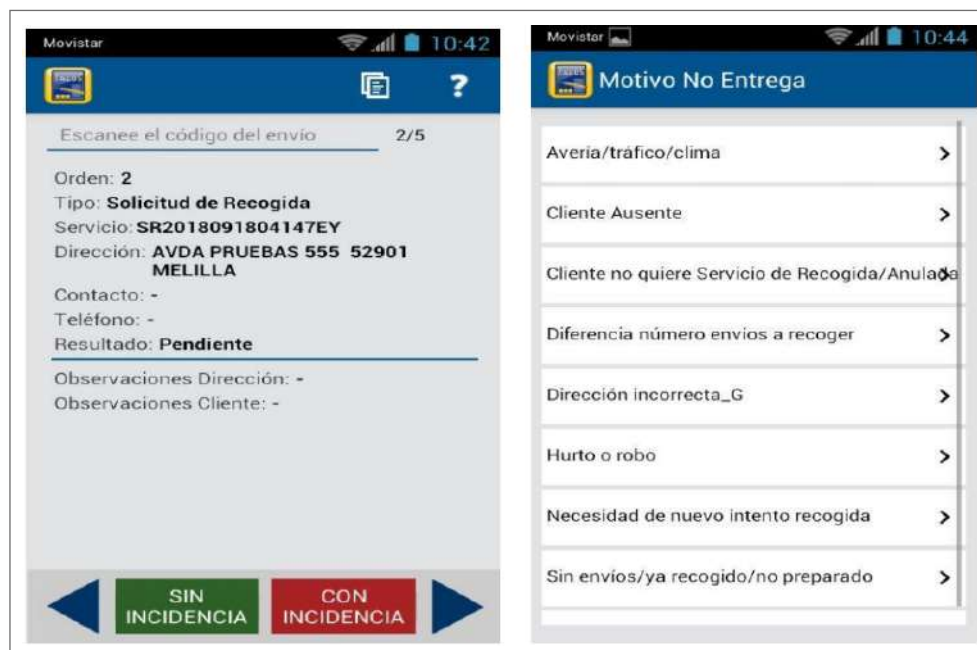 Movistar 10:42
?
Escanee el código del envío 2/5
Orden: 2
Tipo: Solicitud de Recogida
Servicio: SR2018091804147EY
Dirección: AVDA PRUEBAS 555 52901
MELILLA
Contacto: -
Teléfono: -
Resultado: Pendiente
Observaciones Dirección: -
Observaciones Cliente: -
SIN
INCIDENCIA
CON
INCIDENCIA
Movistar 10:44
Motivo No Entrega
Avería/tráfico/clima
Cliente Ausente
Cliente no quiere Servicio de Recogida/Anulada
Diferencia número envíos a recoger
Dirección incorrecta_G
Hurto o robo
Necesidad de nuevo intento recogida
Sin envíos/ya recogido/no preparado